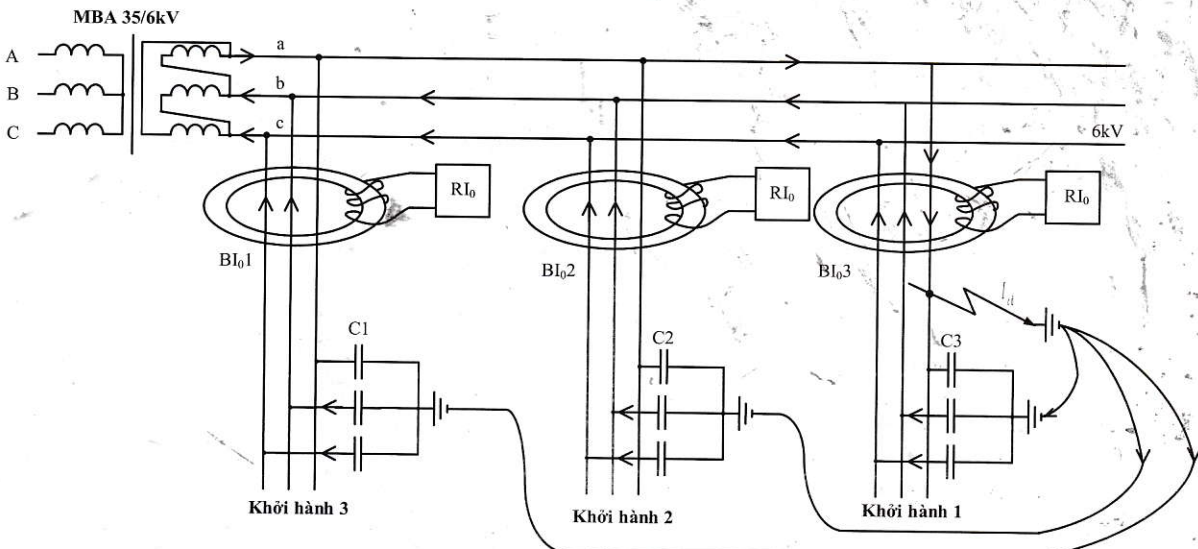 MBA 35/6kV
A
a
B
b
C
c
6kV
RI₀
RI₀
RI₀
BI₀1
BI₀2
BI₀3
I_d
C1
C2
C3
Khởi hành 3
Khởi hành 2
Khởi hành 1